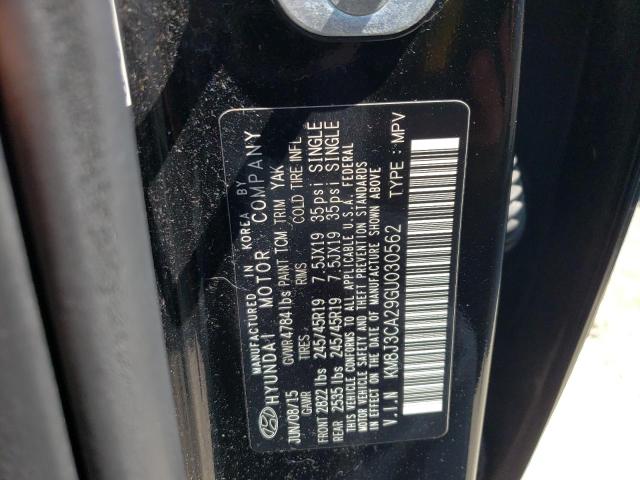 MANUFACTURED IN KOREA BY
HYUNDAI MOTOR COMPANY
JUN/08/15 GVWR 4784lbs PAINT TCM TRIM YAK
GAWR TIRES RIMS COLD TIRE INFL
FRONT 2822 lbs 245/45R19 7.5JX19 35psi SINGLE
REAR 2535 lbs 245/45R19 7.5JX19 35psi SINGLE
THIS VEHICLE CONFORMS TO ALL APPLICABLE U.S.A. FEDERAL
MOTOR VEHICLE SAFETY AND THEFT PREVENTION STANDARDS
IN EFFECT ON THE DATE OF MANUFACTURE SHOWN ABOVE
V.I.N KM8J3CA29GU030562 TYPE : MPV